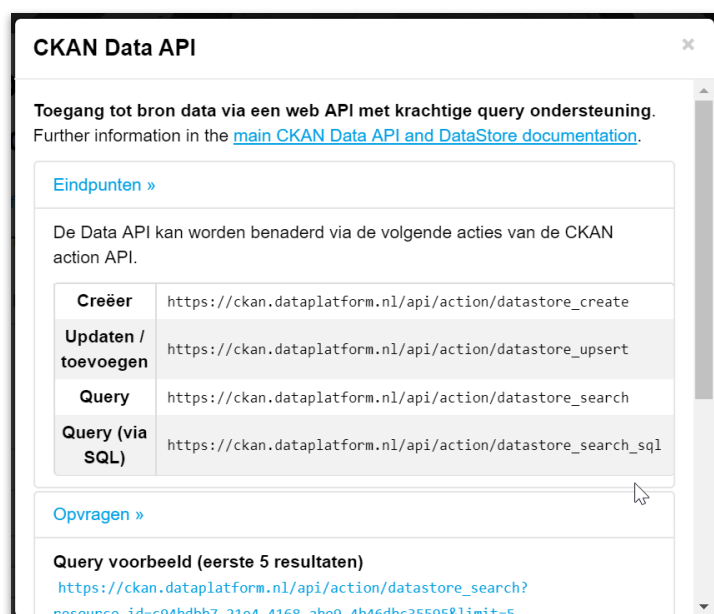 CKAN Data API
×
Toegang tot bron data via een web API met krachtige query ondersteuning.
Further information in the main CKAN Data API and DataStore documentation.
Eindpunten »
De Data API kan worden benaderd via de volgende acties van de CKAN
action API.
Creëer https://ckan.dataplatform.nl/api/action/datastore_create
Updaten /
toevoegen https://ckan.dataplatform.nl/api/action/datastore_upsert
Query https://ckan.dataplatform.nl/api/action/datastore_search
Query (via
SQL) https://ckan.dataplatform.nl/api/action/datastore_search_sql
Opvragen »
Query voorbeeld (eerste 5 resultaten)
https://ckan.dataplatform.nl/api/action/datastore_search?